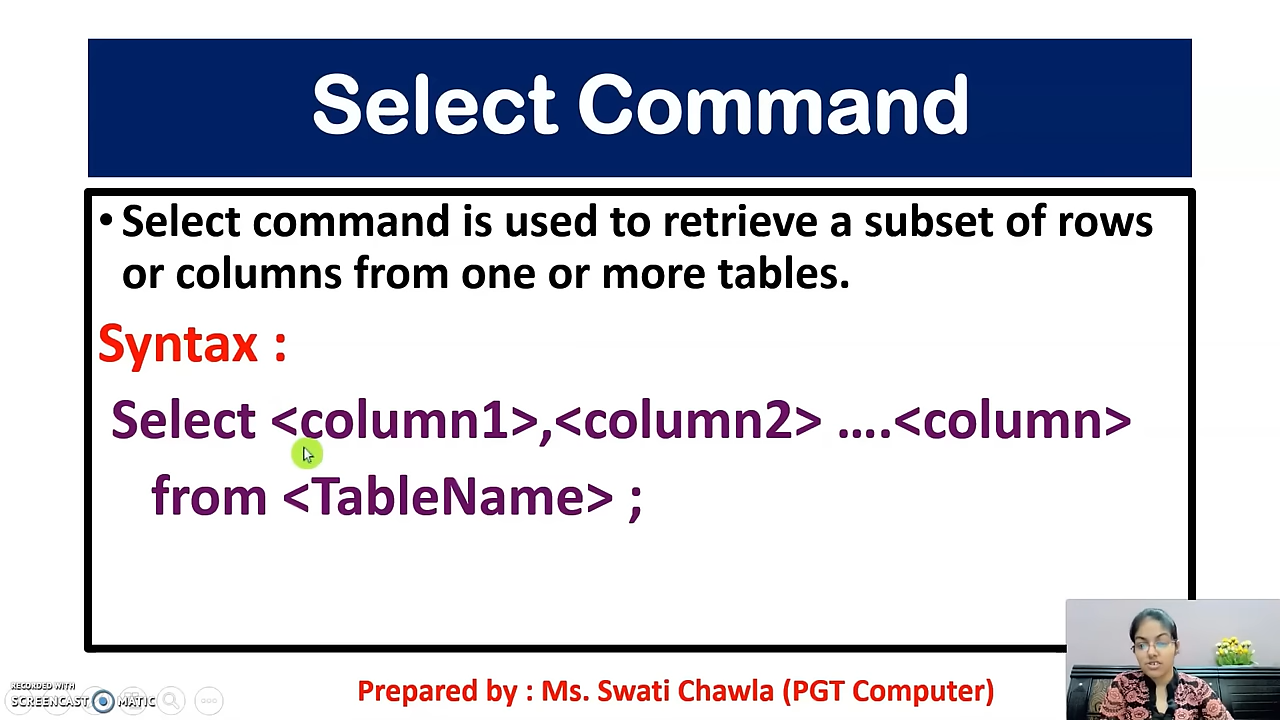 Select Command
• Select command is used to retrieve a subset of rows
or columns from one or more tables.
Syntax :
Select <column1>,<column2> ....<column>
from <TableName> ;
Prepared by : Ms. Swati Chawla (PGT Computer)
RECORDED WITH
SCREENCAST MATIC